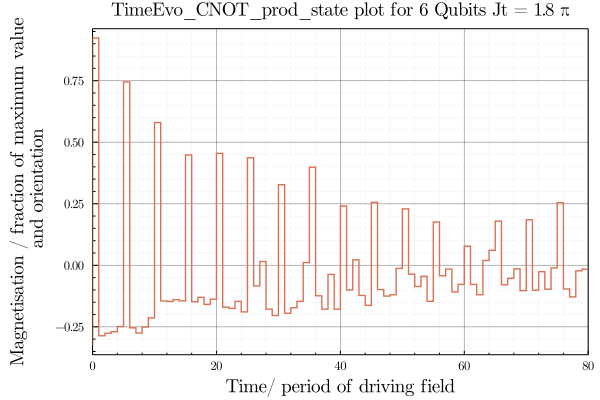 TimeEvo_CNOT_prod_state plot for 6 Qubits Jt = 1.8 π
Magnetisation / fraction of maximum value
and orientation
0.75
0.50
0.25
0.00
−0.25
0 20 40 60 80
Time/ period of driving field